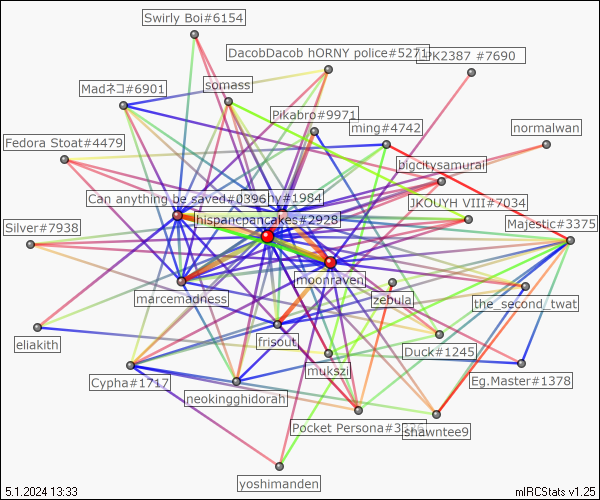 Swirly Boi#6154
DacobDacob hORNY police#5271
PK2387 #7690
Madネコ#6901
somass
Pikabro#9971
ming#4742
normalwan
Fedora Stoat#4479
bigcitysamurai
Can anything be saved#0396
hy#1984
JKOUYH VIII#7034
hispancpancakes#2928
Majestic#3375
Silver#7938
moonraven
marcemadness
zebula
the_second_twat
eliakith
frisout
Duck#1245
mukszi
Cypha#1717
Eg.Master#1378
neokingghidorah
Pocket Persona#3
shawntee9
yoshimanden
5.1.2024 13:33
mIRCStats v1.25